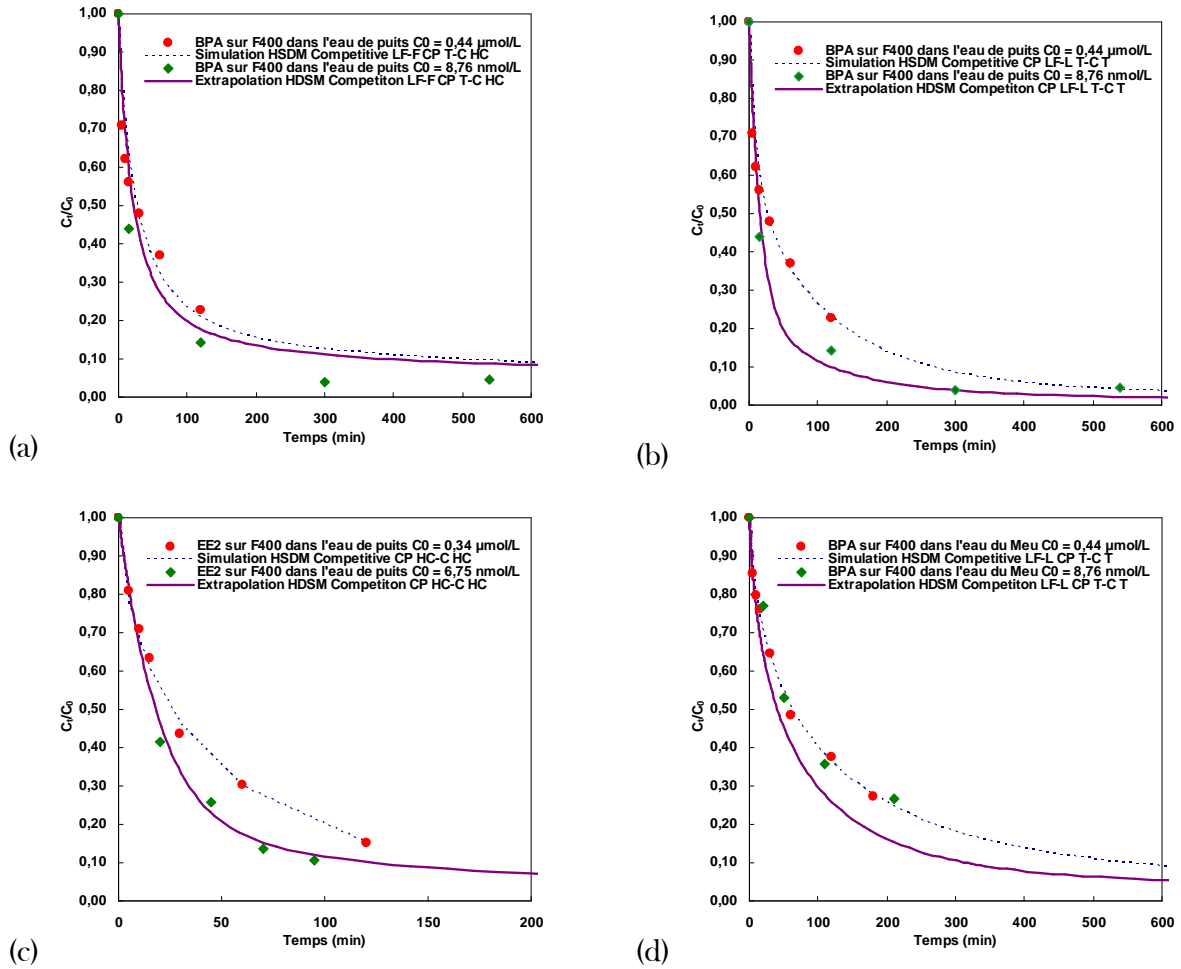 1,00
0,90
0,80
0,70
0,60
0,50
0,40
0,30
0,20
0,10
0,00
Ct/C0
BPA sur F400 dans l'eau de puits C0 = 0,44 µmol/L
Simulation HSDM Competitive LF-F CP T-C HC
BPA sur F400 dans l'eau de puits C0 = 8,76 nmol/L
Extrapolation HDSM Competiton LF-F CP T-C HC
0 100 200 300 400 500 600
Temps (min)
(a)
1,00
0,90
0,80
0,70
0,60
0,50
0,40
0,30
0,20
0,10
0,00
Ct/C0
BPA sur F400 dans l'eau de puits C0 = 0,44 µmol/L
Simulation HSDM Competitive CP LF-L T-C T
BPA sur F400 dans l'eau de puits C0 = 8,76 nmol/L
Extrapolation HDSM Competiton CP LF-L T-C T
0 100 200 300 400 500 600
Temps (min)
(b)
1,00
0,90
0,80
0,70
0,60
0,50
0,40
0,30
0,20
0,10
0,00
Ct/C0
EE2 sur F400 dans l'eau de puits C0 = 0,34 µmol/L
Simulation HSDM Competitive CP HC-C HC
EE2 sur F400 dans l'eau de puits C0 = 6,75 nmol/L
Extrapolation HDSM Competiton CP HC-C HC
0 50 100 150 200
Temps (min)
(c)
1,00
0,90
0,80
0,70
0,60
0,50
0,40
0,30
0,20
0,10
0,00
Ct/C0
BPA sur F400 dans l'eau du Meu C0 = 0,44 µmol/L
Simulation HSDM Competitive LF-L CP T-C T
BPA sur F400 dans l'eau du Meu C0 = 8,76 nmol/L
Extrapolation HDSM Competiton LF-L CP T-C T
0 100 200 300 400 500 600
Temps (min)
(d)